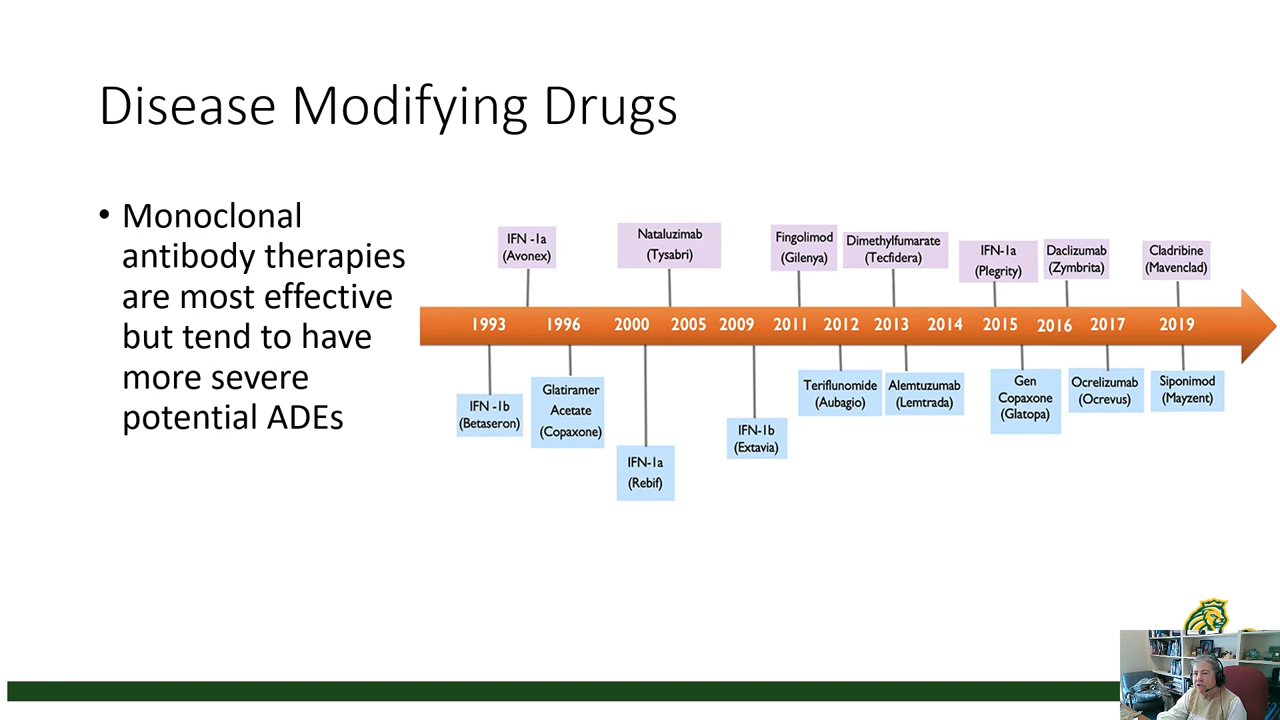 Disease Modifying Drugs
• Monoclonal
antibody therapies
are most effective
but tend to have
more severe
potential ADEs
IFN -1a
(Avonex)
Nataluzimab
(Tysabri)
Fingolimod
(Gilenya)
Dimethylfumarate
(Tecfidera)
IFN-1a
(Plegrity)
Daclizumab
(Zymbrita)
Cladribine
(Mavenclad)
1993 1996 2000 2005 2009 2011 2012 2013 2014 2015 2016 2017 2019
IFN -1b
(Betaseron)
Glatiramer
Acetate
(Copaxone)
IFN-1a
(Rebif)
IFN-1b
(Extavia)
Teriflunomide
(Aubagio)
Alemtuzumab
(Lemtrada)
Gen
Copaxone
(Glatopa)
Ocrelizumab
(Ocrevus)
Siponimod
(Mayzent)